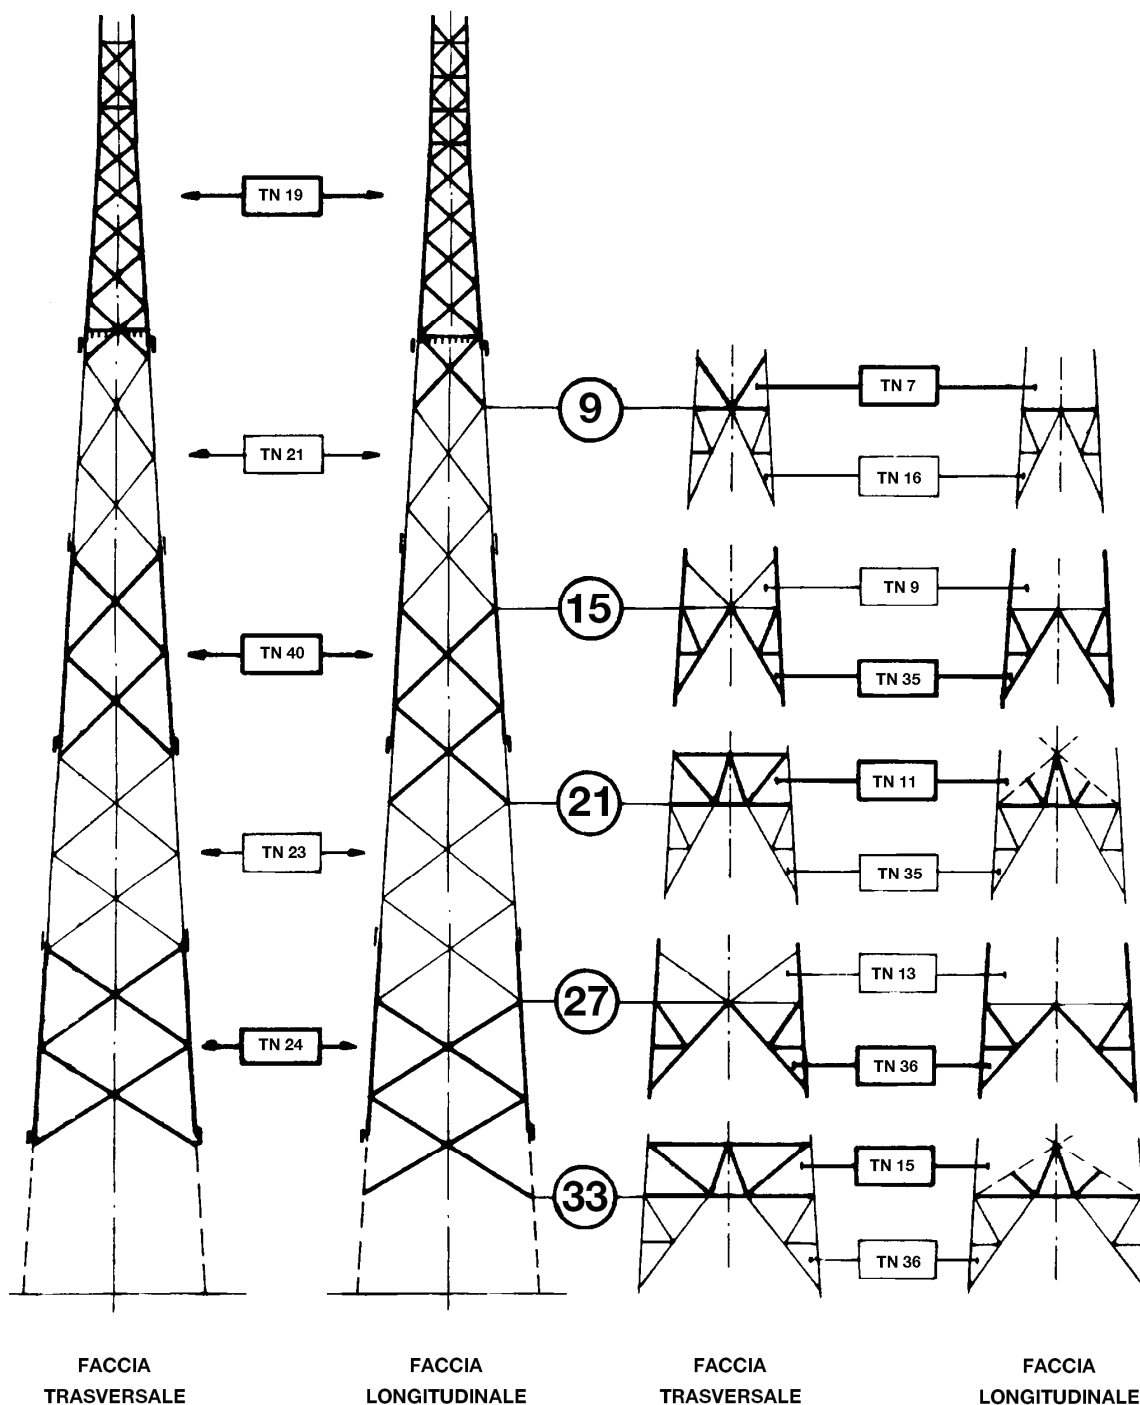 TN 19
9
TN 7
TN 21
TN 16
TN 9
15
TN 40
TN 35
TN 11
21
TN 23
TN 35
TN 13
27
TN 24
TN 36
TN 15
33
TN 36
FACCIA
TRASVERSALE
FACCIA
LONGITUDINALE
FACCIA
TRASVERSALE
FACCIA
LONGITUDINALE